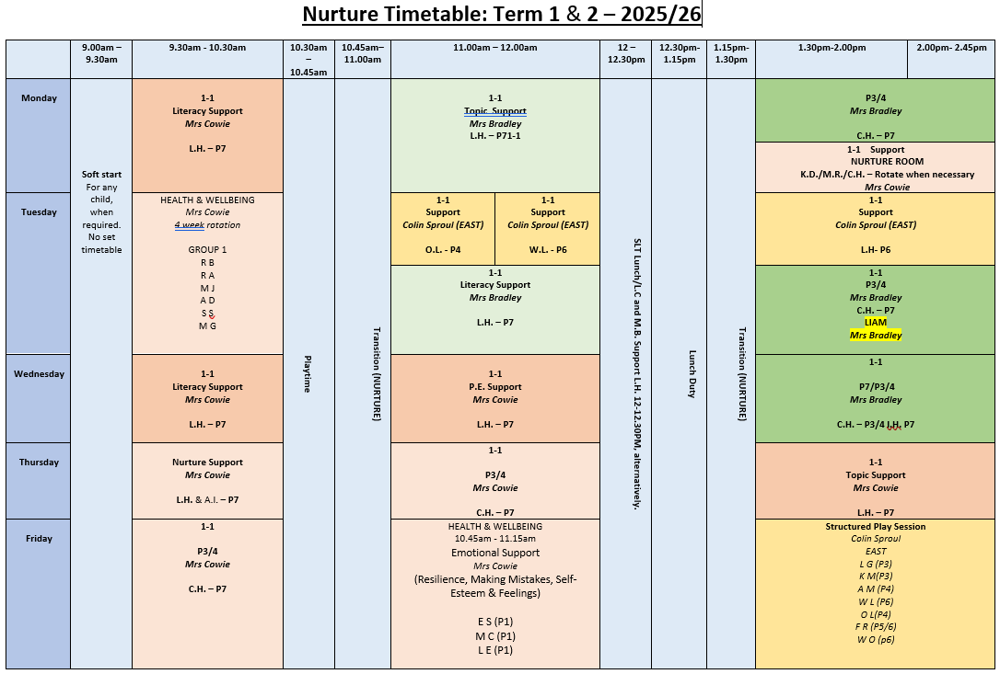 Nurture Timetable: Term 1 & 2 – 2025/26
9.00am –
9.30am
9.30am - 10.30am
10.30am
–
10.45am
10.45am–
11.00am
11.00am – 12.00am
12 –
12.30pm
12.30pm-
1.15pm
1.15pm-
1.30pm
1.30pm-2.00pm
2.00pm- 2.45pm
Soft start
For any
child,
when
required.
No set
timetable
Playtime
Transition (NURTURE)
SLT Lunch/L.C and M.B. Support L.H. 12-12.30PM, alternatively.
Lunch Duty
Transition (NURTURE)
Monday
1-1
Literacy Support
Mrs Cowie
L.H. – P7
1-1
Topic  Support
Mrs Bradley
L.H. – P71-1
P3/4
Mrs Bradley
C.H. – P7
1-1    Support
NURTURE ROOM
K.D./M.R./C.H. – Rotate when necessary
Mrs Cowie
Tuesday
HEALTH & WELLBEING
Mrs Cowie
4 week rotation
GROUP 1
R B
R A
M J
A D
S S
M G
1-1
Support
Colin Sproul (EAST)
O.L. - P4
1-1
Support
Colin Sproul (EAST)
W.L. - P6
1-1
Literacy Support
Mrs Bradley
L.H. – P7
1-1
Support
Colin Sproul (EAST)
L.H- P6
1-1
P3/4
Mrs Bradley
C.H. – P7
LIAM
Mrs Bradley
Wednesday
1-1
Literacy Support
Mrs Cowie
L.H. – P7
1-1
P.E. Support
Mrs Cowie
L.H. – P7
1-1
P7/P3/4
Mrs Bradley
C.H. – P3/4 I.H. P7
Thursday
Nurture Support
Mrs Cowie
L.H. & A.I. – P7
1-1
P3/4
Mrs Cowie
C.H. – P7
1-1
Topic Support
Mrs Cowie
L.H. – P7
Friday
1-1
P3/4
Mrs Cowie
C.H. – P7
HEALTH & WELLBEING
10.45am - 11.15am
Emotional Support
Mrs Cowie
(Resilience, Making Mistakes, Self-
Esteem & Feelings)
E S (P1)
M C (P1)
L E (P1)
Structured Play Session
Colin Sproul
EAST
L G (P3)
K M(P3)
A M (P4)
W L (P6)
O L(P4)
F R (P5/6)
W O (p6)